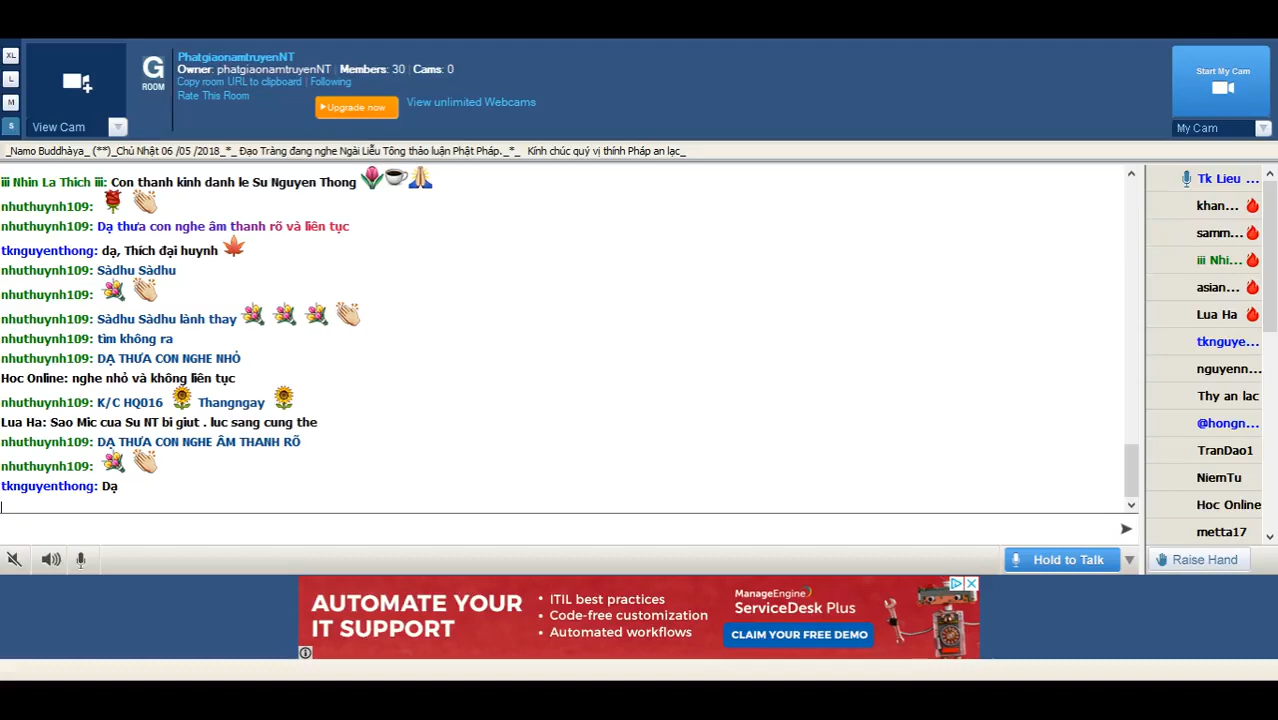 XL
L
M
S
View Cam
G
ROOM
PhatgiaonamtruyenNT
Owner: phatgiaonamtruyenNT | Members: 30 | Cams: 0
Copy room URL to clipboard | Following
Rate This Room
Upgrade now
View unlimited Webcams
Start My Cam
My Cam
_Namo Buddhàya_ (**)_Chủ Nhật 06 /05 /2018_*_ Đạo Tràng đang nghe Ngài Liễu Tông thảo luận Phật Pháp._*_ Kính chúc quý vị thính Pháp an lạc_
iii Nhin La Thich iii: Con thanh kinh danh le Su Nguyen Thong
nhuthuynh109:
nhuthuynh109: Dạ thưa con nghe âm thanh rõ và liên tục
tknguyenthong: dạ, Thích đại huynh
nhuthuynh109: Sàdhu Sàdhu
nhuthuynh109:
nhuthuynh109: Sàdhu Sàdhu lành thay
nhuthuynh109: tìm không ra
nhuthuynh109: DẠ THƯA CON NGHE NHỎ
Hoc Online: nghe nhỏ và không liên tục
nhuthuynh109: K/C HQ016 Thangngay
Lua Ha: Sao Mic cua Su NT bi giut . luc sang cung the
nhuthuynh109: DẠ THƯA CON NGHE ÂM THANH RÕ
nhuthuynh109:
tknguyenthong: Dạ
Tk Lieu ...
khan...
samm...
iii Nhi...
asian...
Lua Ha
tknguye...
nguyenn...
Thy an lac
@hongn...
TranDao1
NiemTu
Hoc Online
metta17
Hold to Talk
Raise Hand
AUTOMATE YOUR
IT SUPPORT
• ITIL best practices
• Code-free customization
• Automated workflows
ManageEngine
ServiceDesk Plus
CLAIM YOUR FREE DEMO